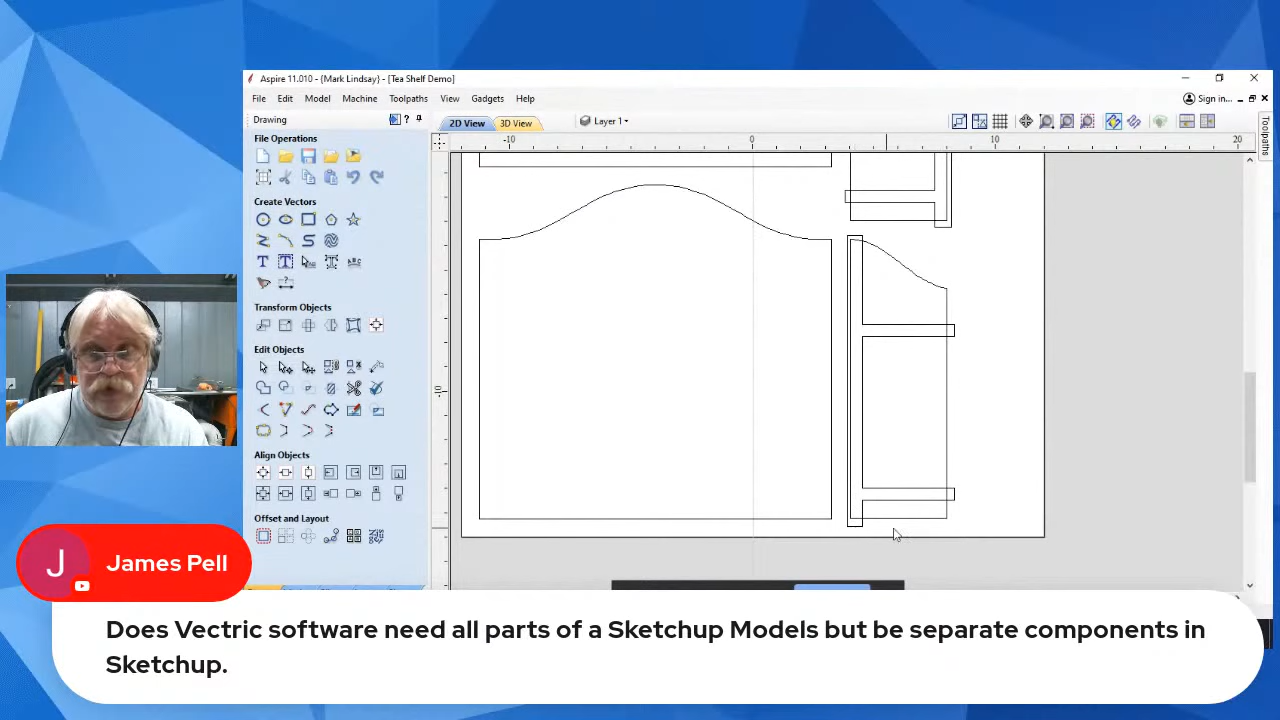 Aspire 11.010 - {Mark Lindsay} - [Tea Shelf Demo]
File Edit Model Machine Toolpaths View Gadgets Help
Sign in...
Drawing
2D View 3D View
Layer 1
File Operations
-10 0 10 20
Toolpaths
Create Vectors
Transform Objects
Edit Objects
-10
Align Objects
Offset and Layout
J James Pell
Does Vectric software need all parts of a Sketchup Models but be separate components in
Sketchup.